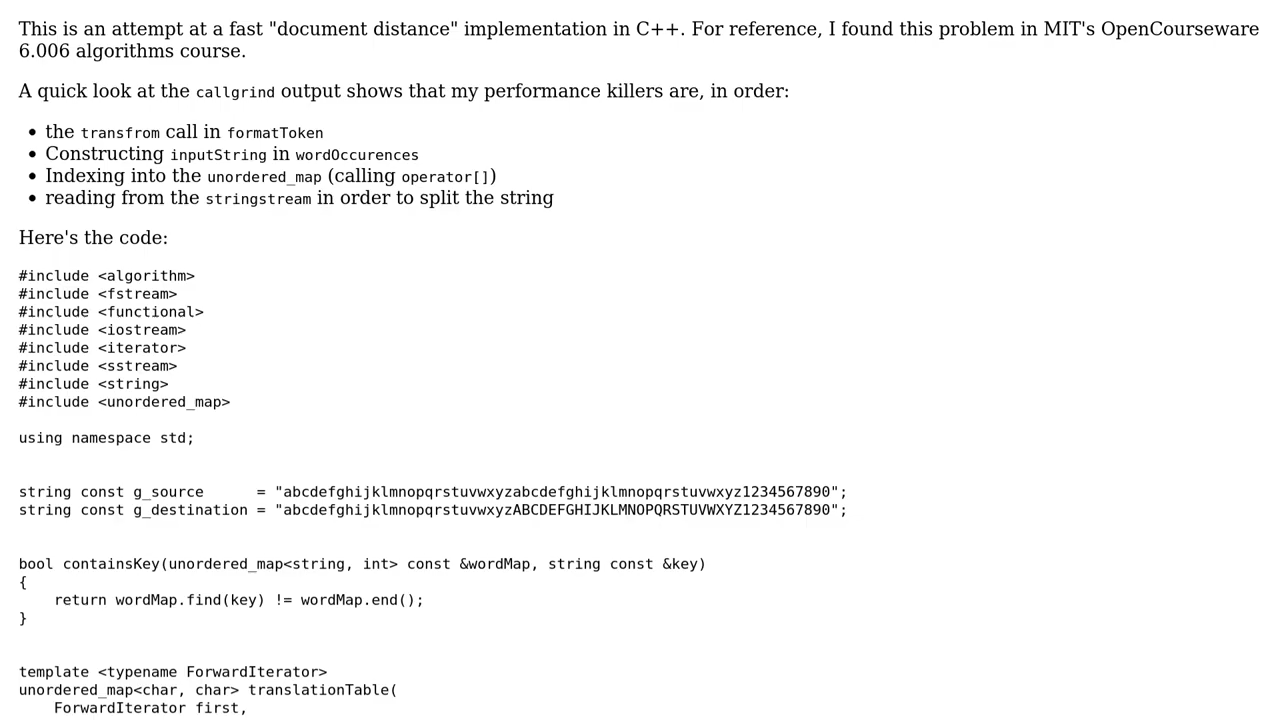 This is an attempt at a fast "document distance" implementation in C++. For reference, I found this problem in MIT's OpenCourseware
6.006 algorithms course.
A quick look at the callgrind output shows that my performance killers are, in order:
• the transfrom call in formatToken
• Constructing inputString in wordOccurences
• Indexing into the unordered_map (calling operator[])
• reading from the stringstream in order to split the string
Here's the code:
#include <algorithm>
#include <fstream>
#include <functional>
#include <iostream>
#include <iterator>
#include <sstream>
#include <string>
#include <unordered_map>
using namespace std;
string const g_source      = "abcdefghijklmnopqrstuvwxyzabcdefghijklmnopqrstuvwxyz1234567890";
string const g_destination = "abcdefghijklmnopqrstuvwxyzABCDEFGHIJKLMNOPQRSTUVWXYZ1234567890";
bool containsKey(unordered_map<string, int> const &wordMap, string const &key)
{
    return wordMap.find(key) != wordMap.end();
}
template <typename ForwardIterator>
unordered_map<char, char> translationTable(
    ForwardIterator first,